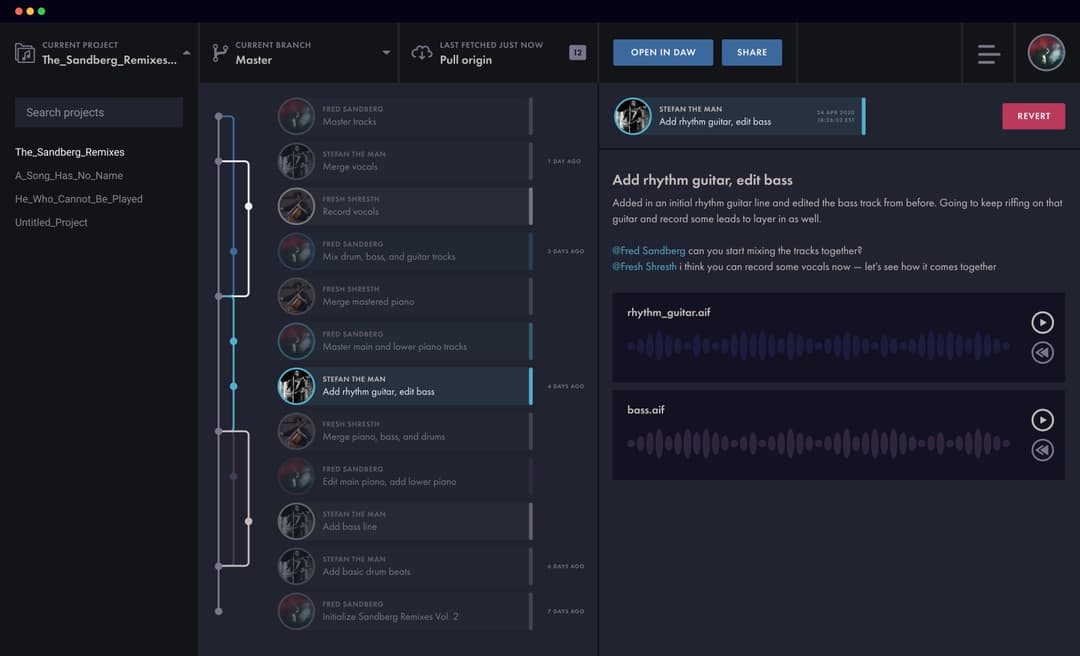 CURRENT PROJECT
The_Sandberg_Remixes...
CURRENT BRANCH
Master
LAST FETCHED JUST NOW
Pull origin
12
OPEN IN DAW
SHARE
Search projects
The_Sandberg_Remixes
A_Song_Has_No_Name
He_Who_Cannot_Be_Played
Untitled_Project
FRED SANDBERG
Master tracks
STEFAN THE MAN
Merge vocals
1 DAY AGO
FRESH SHRESTH
Record vocals
FRED SANDBERG
Mix drum, bass, and guitar tracks
2 DAYS AGO
FRESH SHRESTH
Merge mastered piano
FRED SANDBERG
Master main and lower piano tracks
STEFAN THE MAN
Add rhythm guitar, edit bass
4 DAYS AGO
FRESH SHRESTH
Merge piano, bass, and drums
FRED SANDBERG
Edit main piano, add lower piano
STEFAN THE MAN
Add bass line
STEFAN THE MAN
Add basic drum beats
6 DAYS AGO
FRED SANDBERG
Initialize Sandberg Remixes Vol. 2
7 DAYS AGO
STEFAN THE MAN
Add rhythm guitar, edit bass
24 APR 2020
18:26:32 EST
REVERT
Add rhythm guitar, edit bass
Added in an initial rhythm guitar line and edited the bass track from before. Going to keep riffing on that
guitar and record some leads to layer in as well.
@Fred Sandberg can you start mixing the tracks together?
@Fresh Shresth i think you can record some vocals now — let's see how it comes together
rhythm_guitar.aif
bass.aif